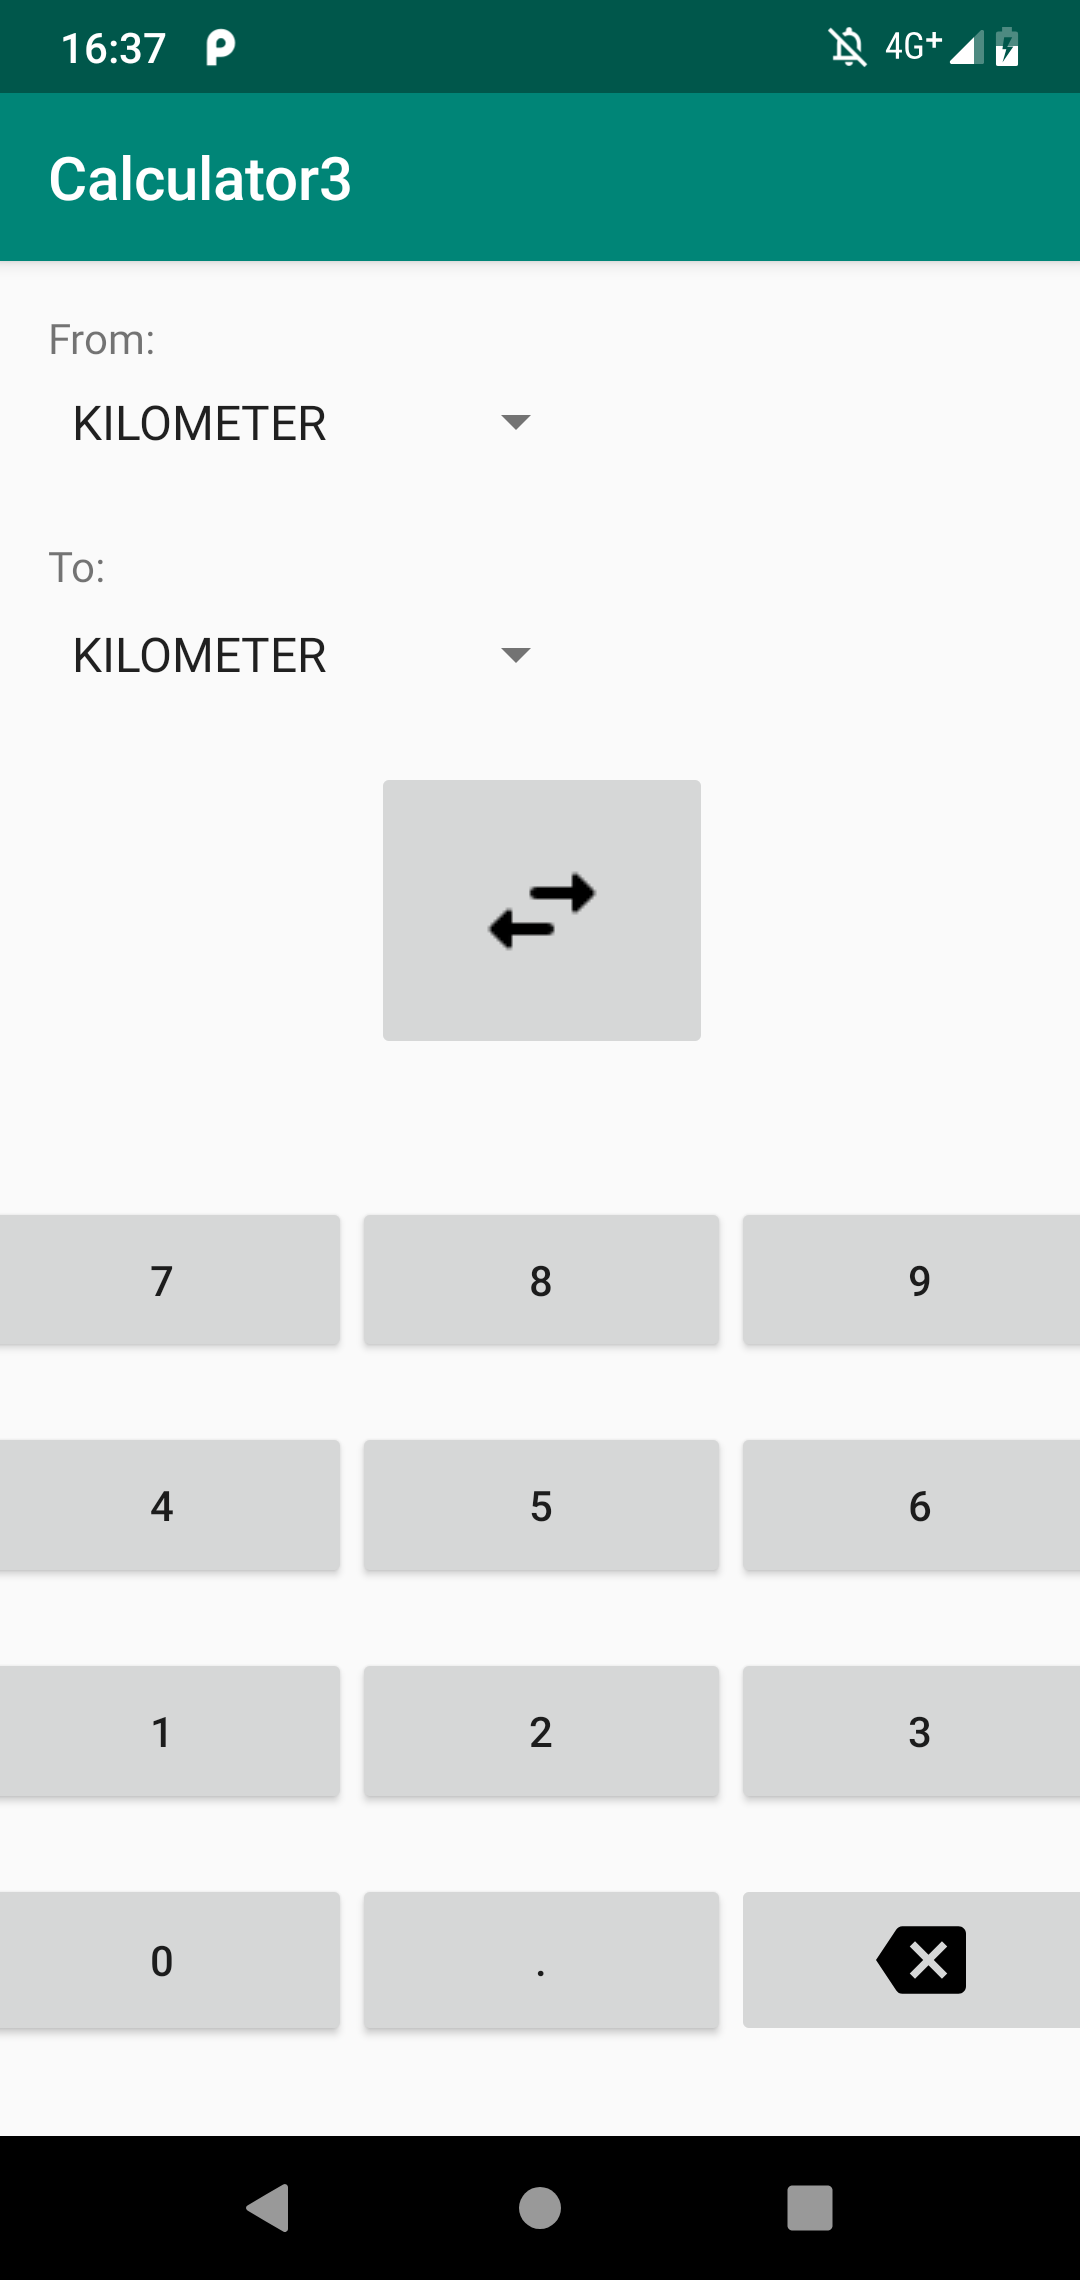 16:37 4G+
Calculator3
From:
KILOMETER
To:
KILOMETER
7 8 9
4 5 6
1 2 3
0 .